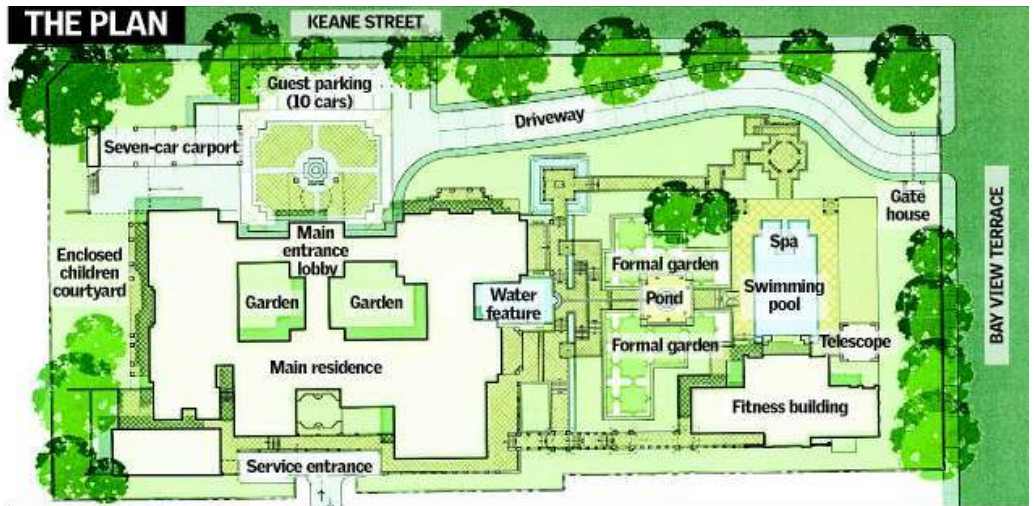 THE PLAN
KEANE STREET
Guest parking
(10 cars)
Driveway
Seven-car carport
Gate
house
Main
entrance
lobby
Enclosed
children
courtyard
Spa
Formal garden
Garden
Garden
Water
feature
Pond
Swimming
pool
BAY VIEW TERRACE
Formal garden
Telescope
Main residence
Fitness building
Service entrance